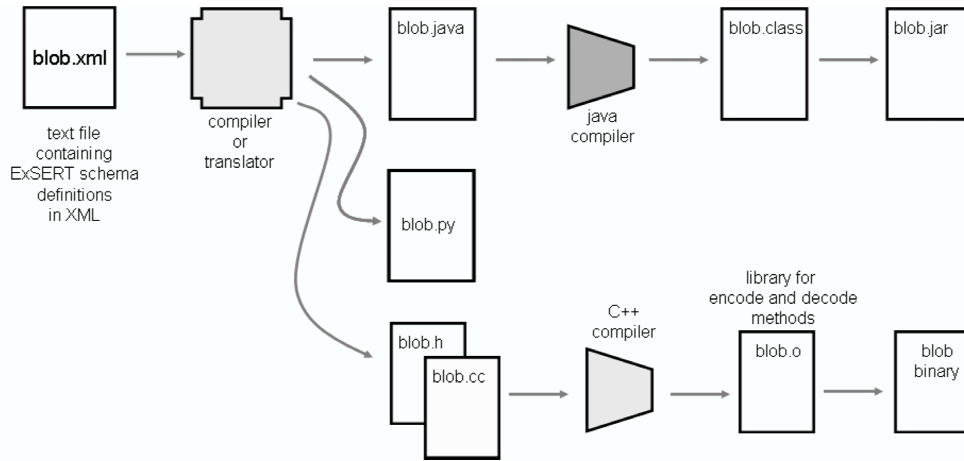 blob.xml
text file
containing
ExSERT schema
definitions
in XML
compiler
or
translator
blob.java
java
compiler
blob.class
blob.jar
blob.py
blob.h
blob.cc
C++
compiler
library for
encode and decode
methods
blob.o
blob
binary